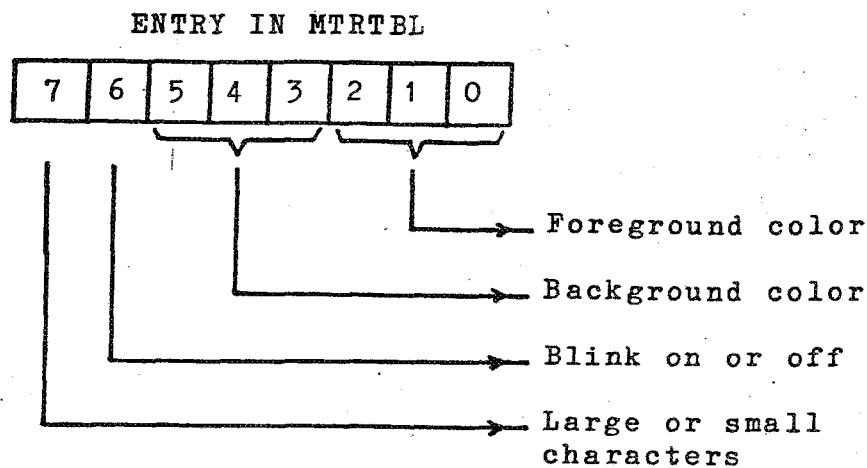 ENTRY IN MTRTBL
7 6 5 4 3 2 1 0
Foreground color
Background color
Blink on or off
Large or small
characters